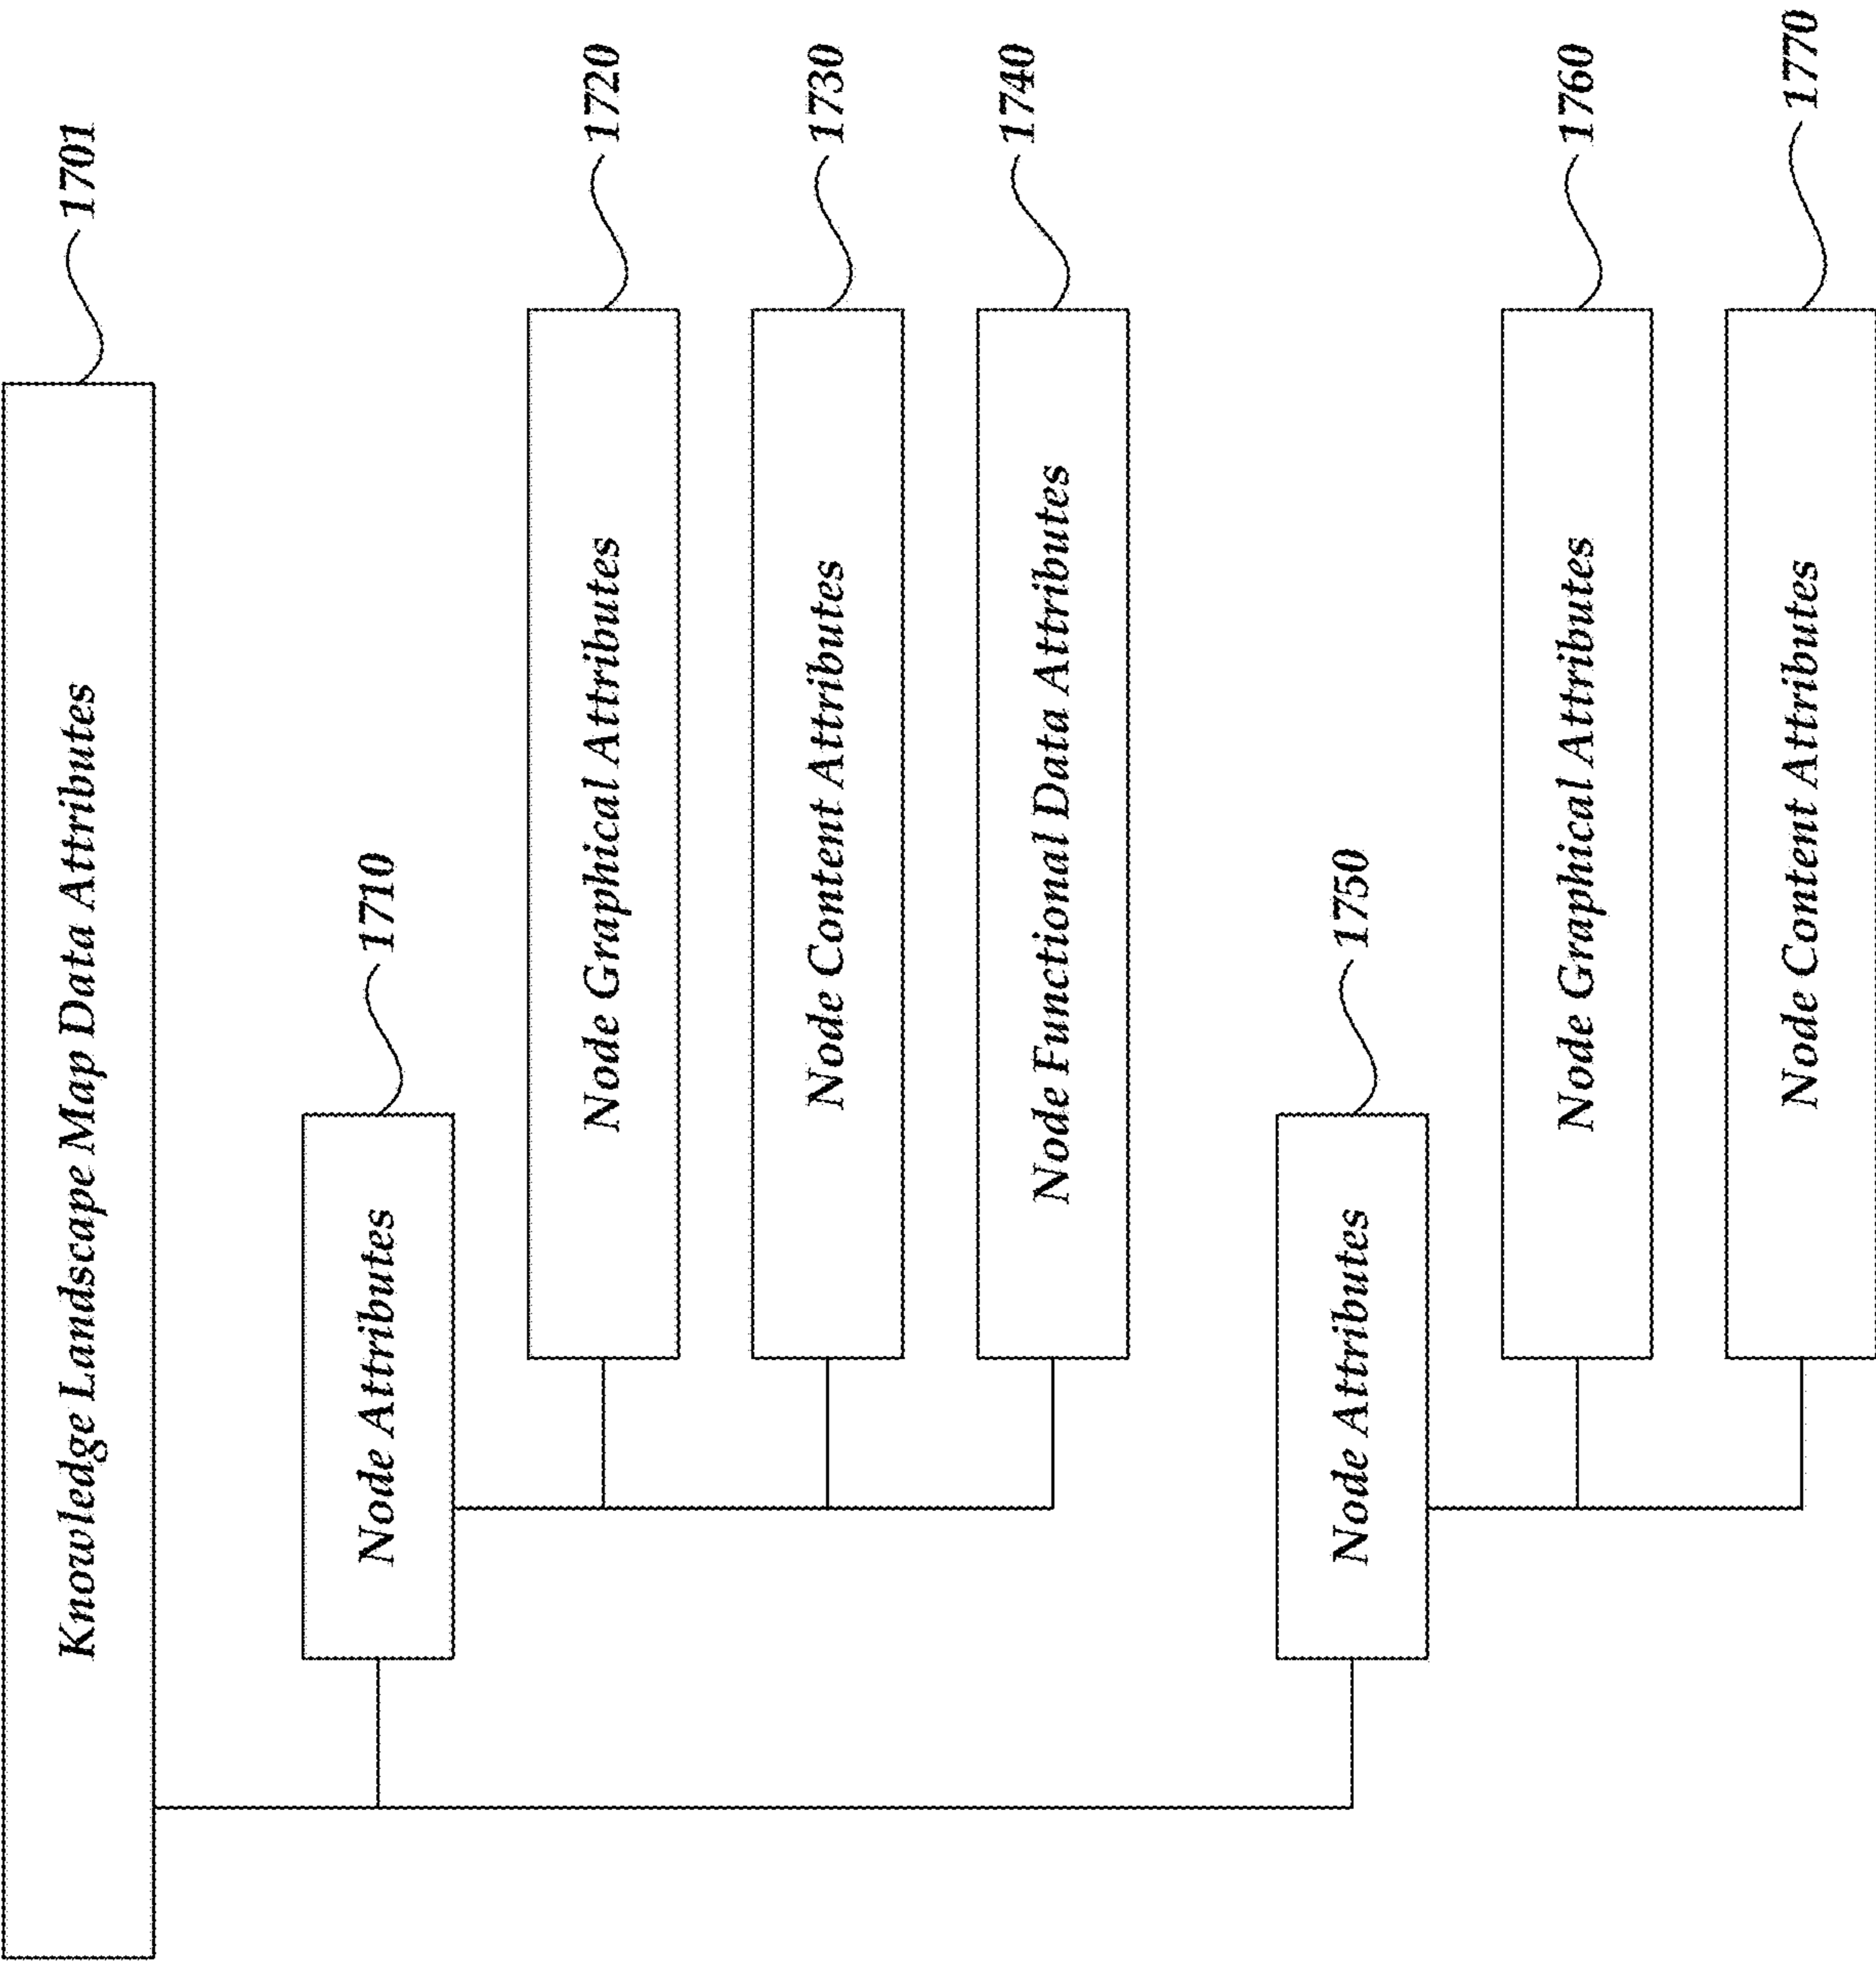 Knowledge Landscape Map Data Attributes
1701
Node Attributes
1710
Node Graphical Attributes
1720
Node Content Attributes
1730
Node Functional Data Attributes
1740
Node Attributes
1750
Node Graphical Attributes
1760
Node Content Attributes
1770